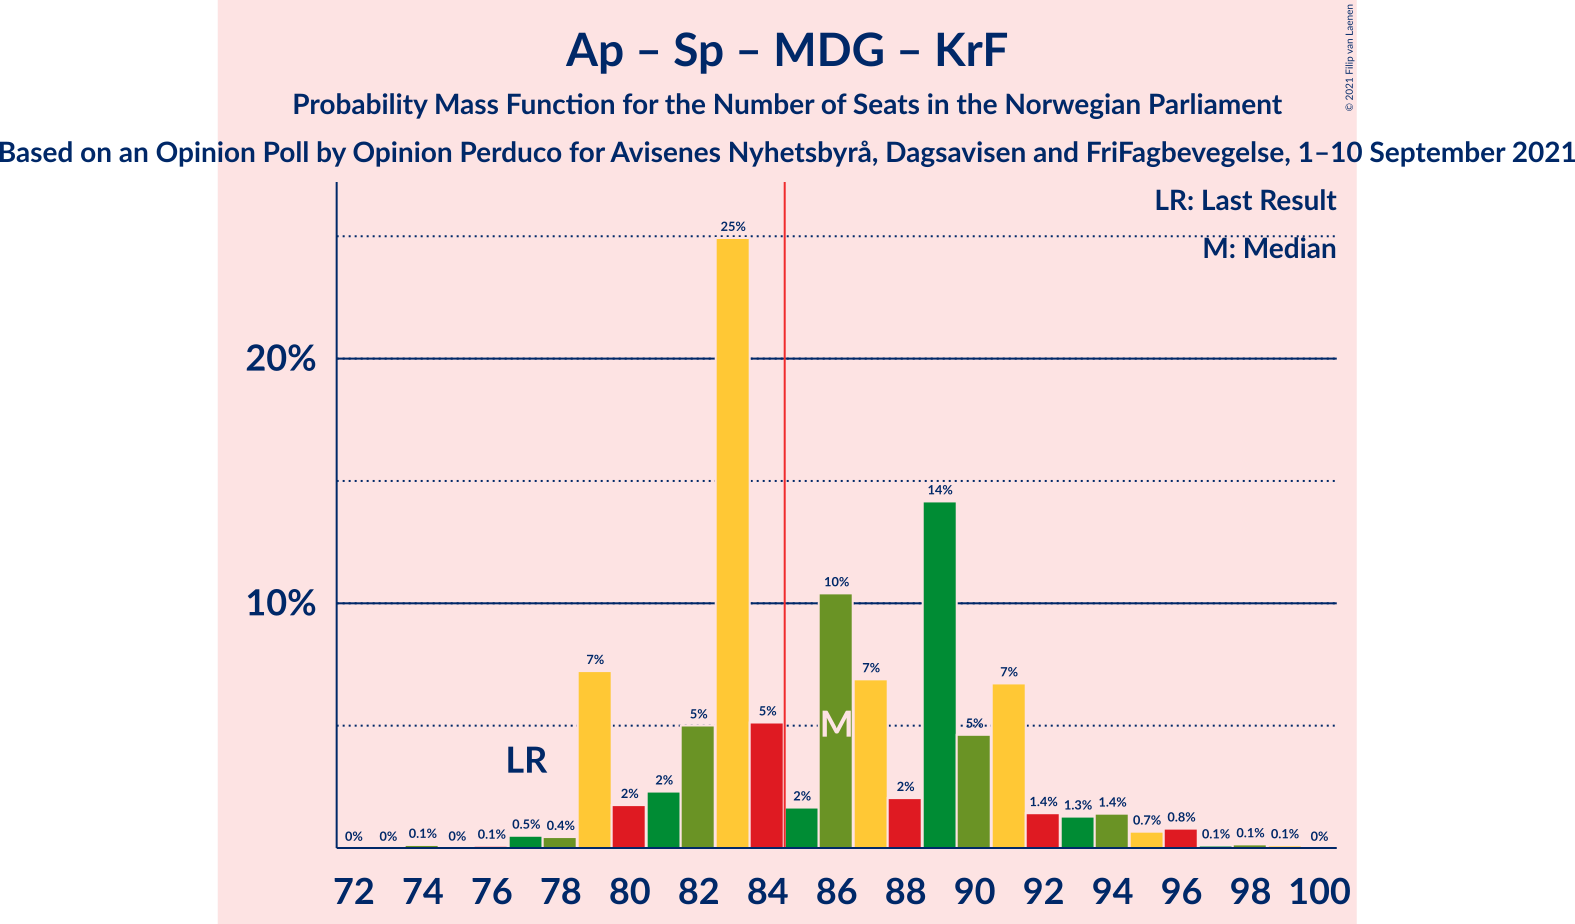 Ap – Sp – MDG – KrF
© 2021 Filip van Laenen
Probability Mass Function for the Number of Seats in the Norwegian Parliament
Based on an Opinion Poll by Opinion Perduco for Avisenes Nyhetsbyrå, Dagsavisen and FriFagbevegelse, 1–10 September 2021
LR: Last Result
M: Median
20%
10%
0% 0% 0.1% 0% 0.1% 0.5% 0.4% 7% 2% 2% 5% 25% 5% 2% 10% 7% 2% 14% 5% 7% 1.4% 1.3% 1.4% 0.7% 0.8% 0.1% 0.1% 0.1% 0%
LR
M
72 74 76 78 80 82 84 86 88 90 92 94 96 98 100